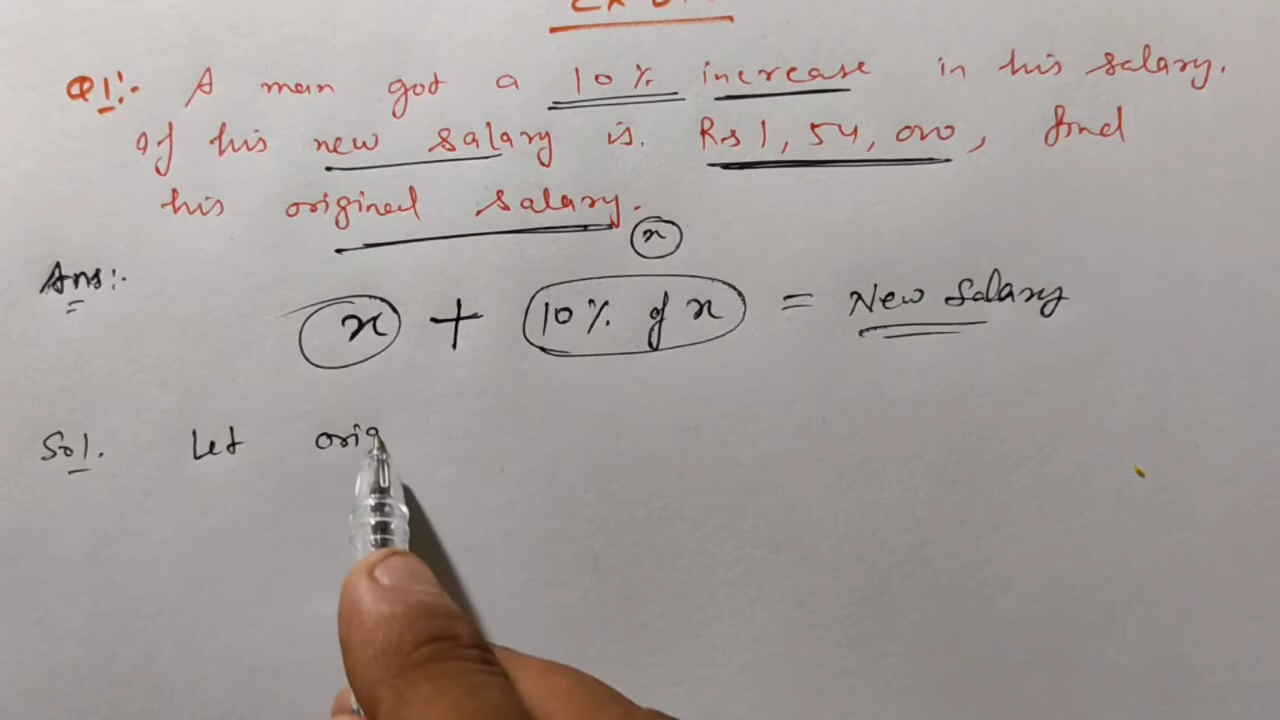 Q1:- A man got a 10% increase in his salary.
If his new salary is. Rs 1,54,000, find
his original salary.
x
Ans:-
x + 10% of x = New Salary
Sol. Let orig